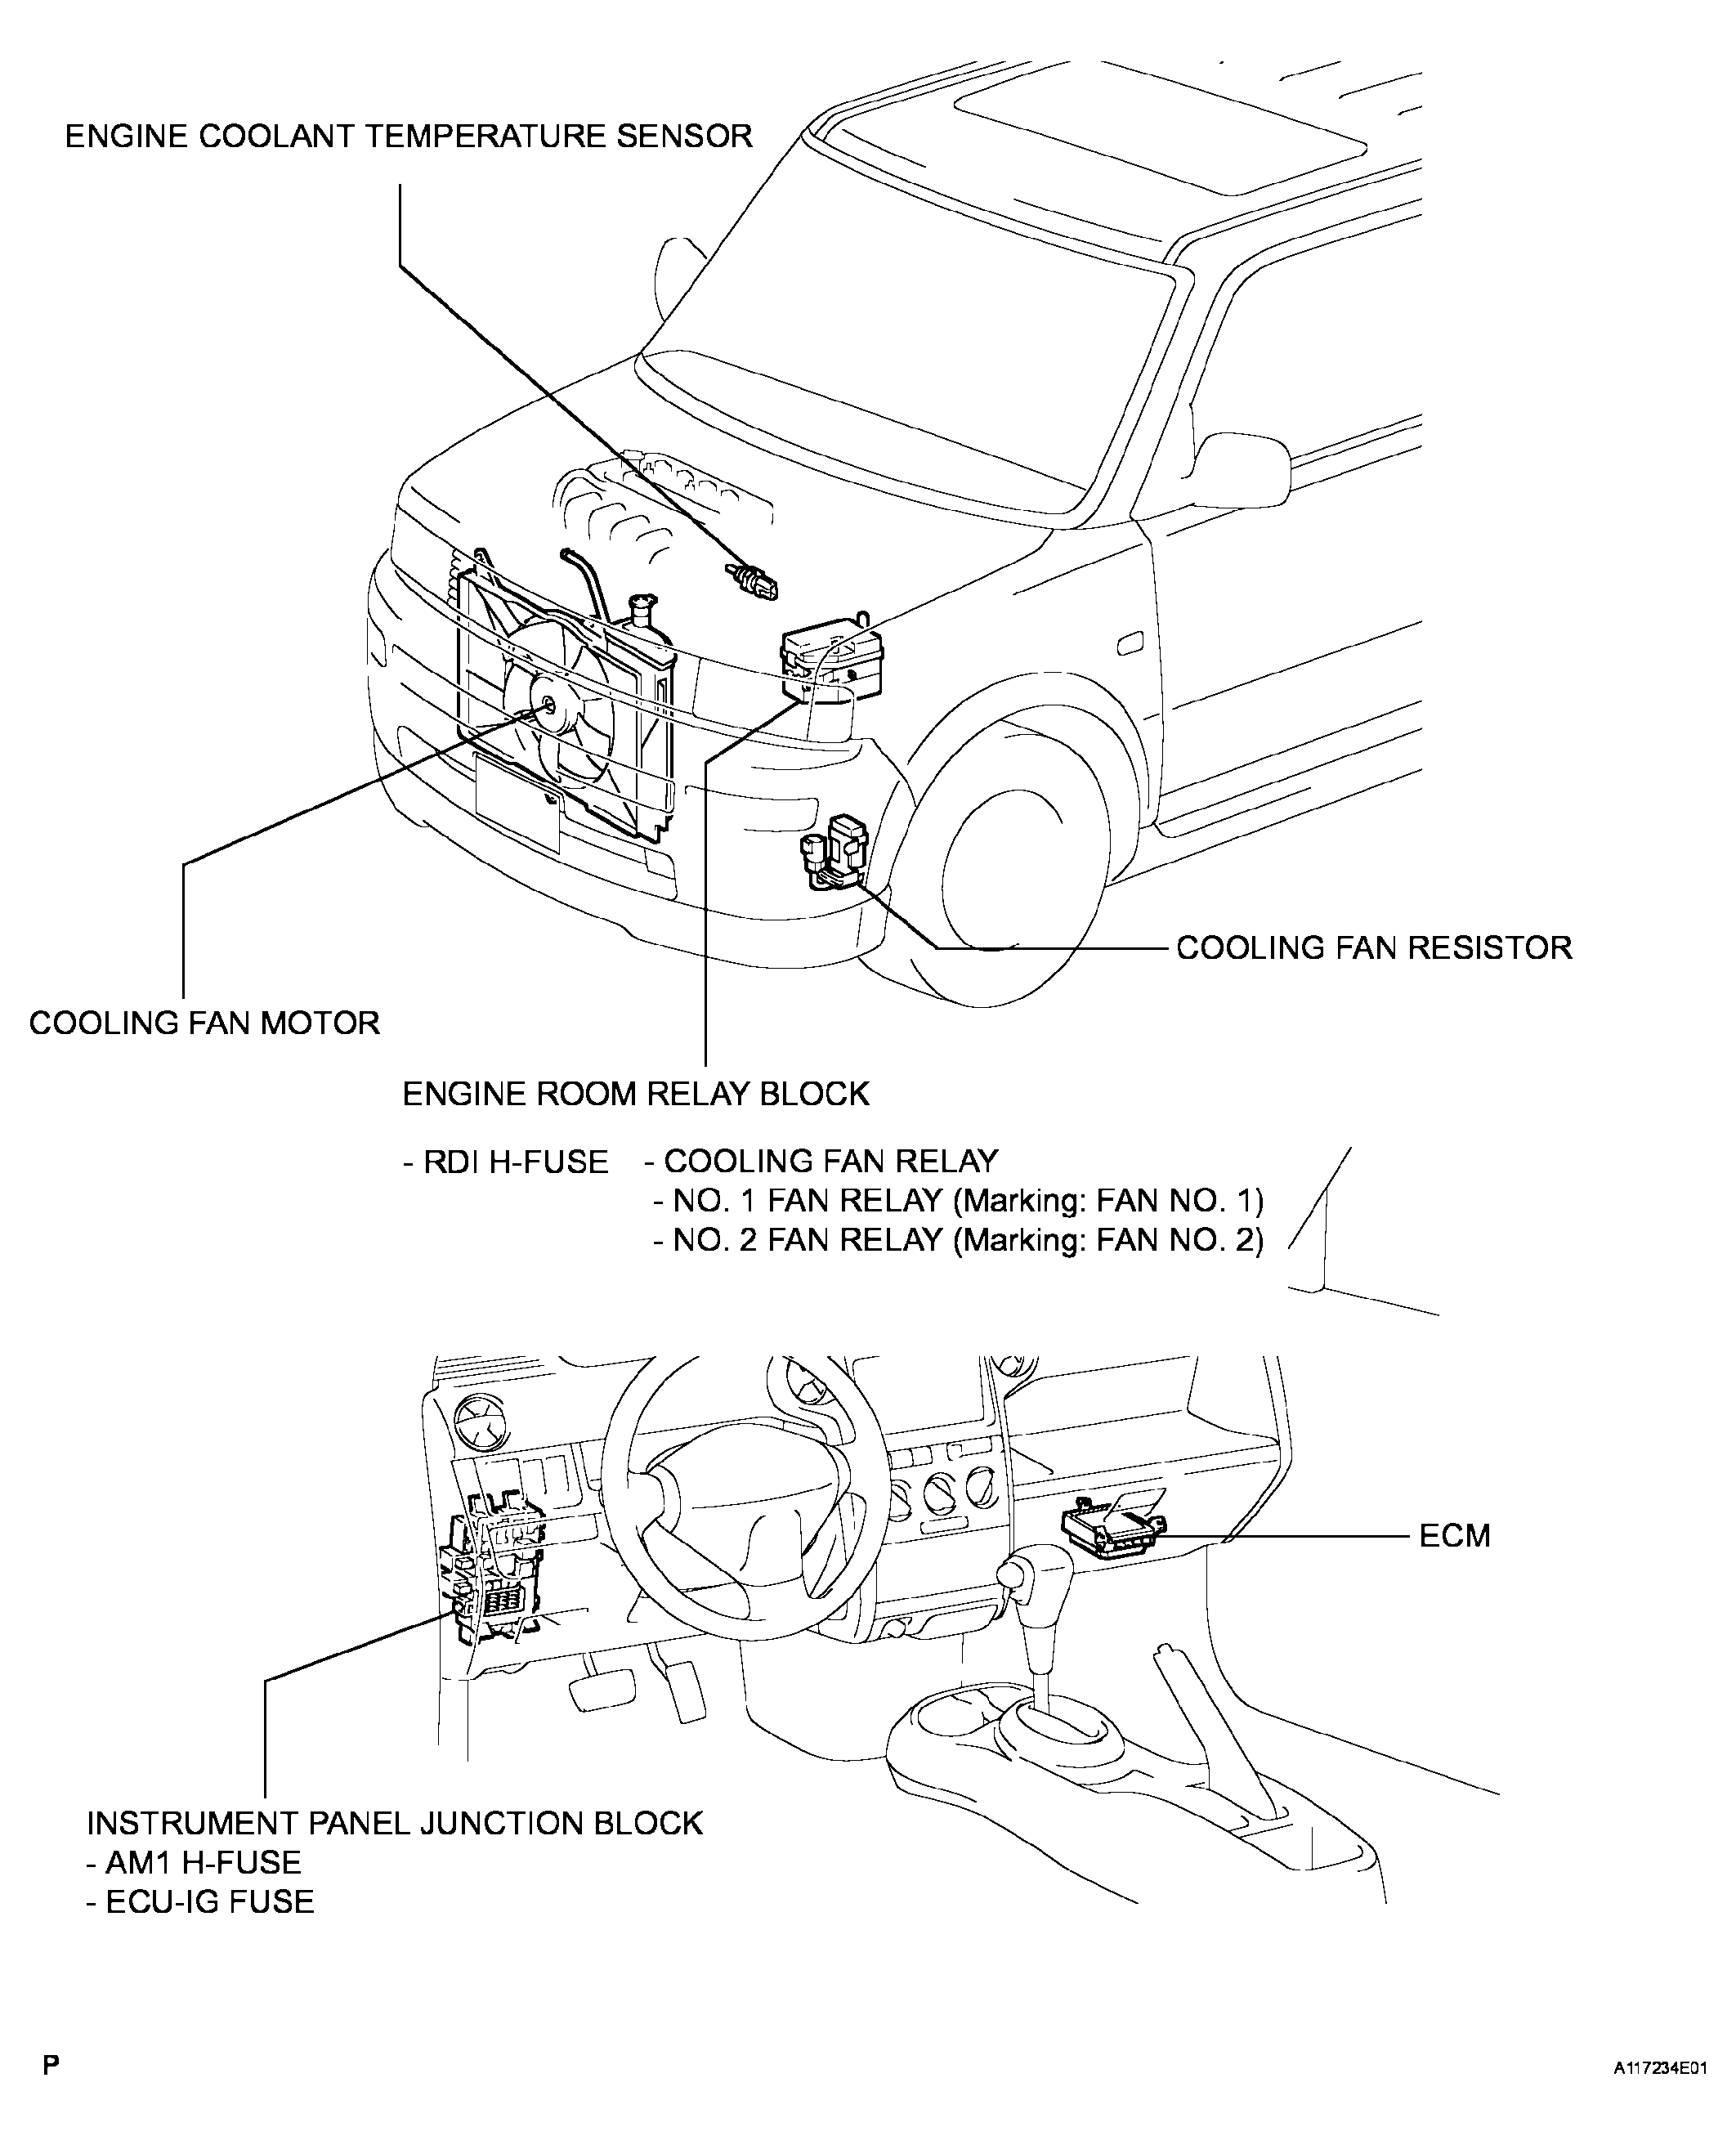 ENGINE COOLANT TEMPERATURE SENSOR
COOLING FAN RESISTOR
COOLING FAN MOTOR
ENGINE ROOM RELAY BLOCK
- RDI H-FUSE - COOLING FAN RELAY
- NO. 1 FAN RELAY (Marking: FAN NO. 1)
- NO. 2 FAN RELAY (Marking: FAN NO. 2)
ECM
INSTRUMENT PANEL JUNCTION BLOCK
- AM1 H-FUSE
- ECU-IG FUSE
P
A117234E01